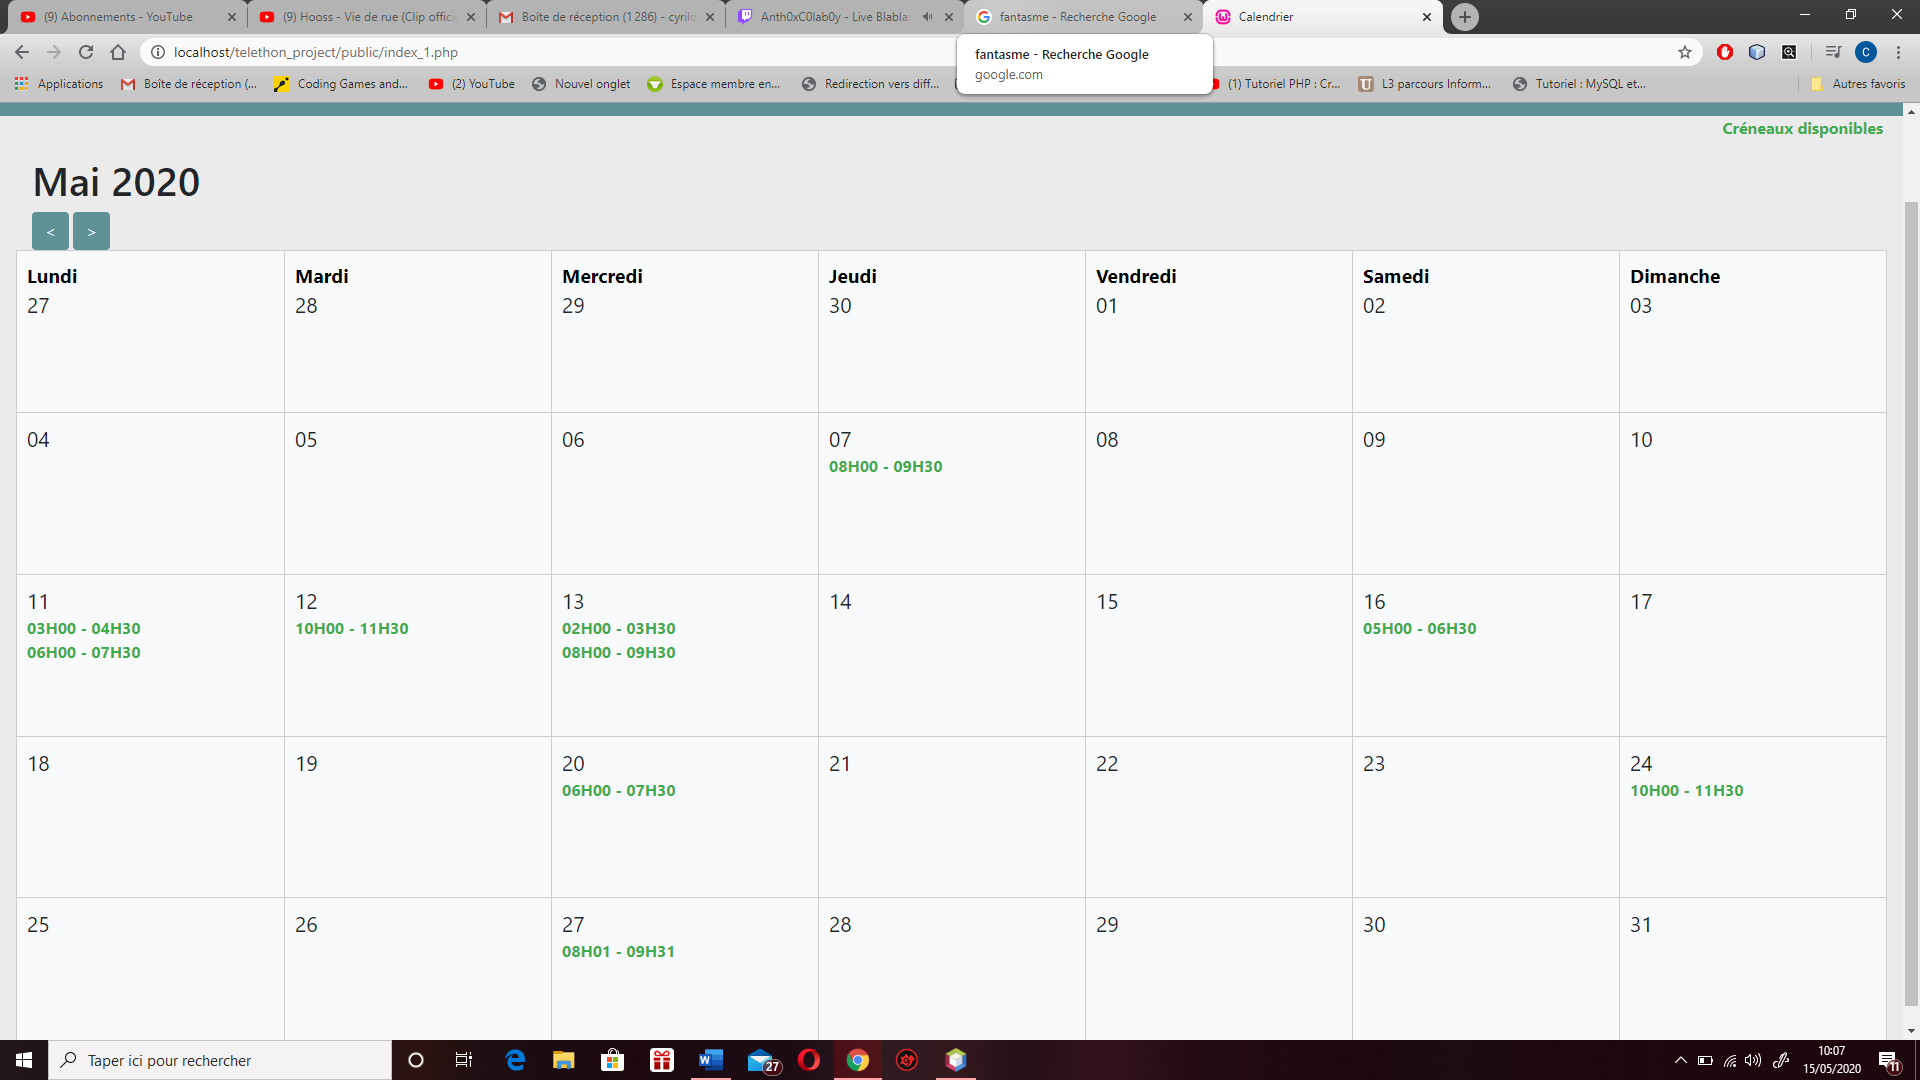 (9) Abonnements - YouTube
(9) Hooss - Vie de rue (Clip offici
Boîte de réception (1 286) - cyrild
Anth0xC0lab0y - Live Blabla
fantasme - Recherche Google
Calendrier
localhost/telethon_project/public/index_1.php
fantasme - Recherche Google
google.com
Applications
Boîte de réception (...
Coding Games and...
(2) YouTube
Nouvel onglet
Espace membre en...
Redirection vers diff...
(1) Tutoriel PHP : Cr...
L3 parcours Inform...
Tutoriel : MySQL et...
Autres favoris
Créneaux disponibles
Mai 2020
< >
Lundi Mardi Mercredi Jeudi Vendredi Samedi Dimanche
27 28 29 30 01 02 03
04 05 06 07 08 09 10
08H00 - 09H30
11 12 13 14 15 16 17
03H00 - 04H30 10H00 - 11H30 02H00 - 03H30 05H00 - 06H30
06H00 - 07H30 08H00 - 09H30
18 19 20 21 22 23 24
06H00 - 07H30 10H00 - 11H30
25 26 27 28 29 30 31
08H01 - 09H31
Taper ici pour rechercher
27
10:07
15/05/2020
11